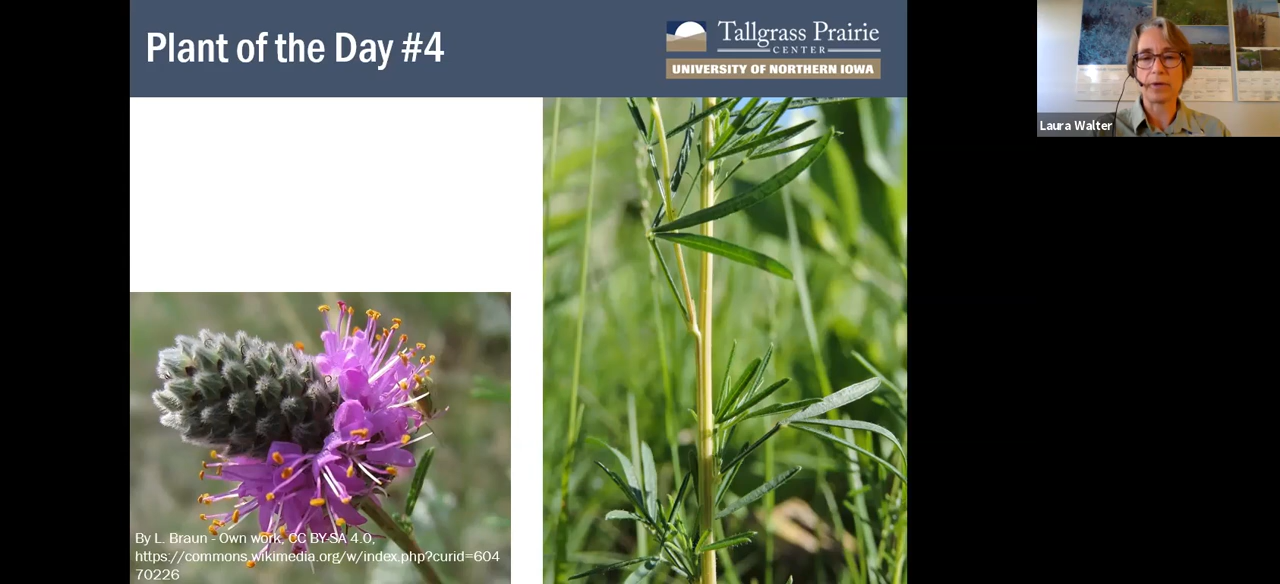 Plant of the Day #4
Tallgrass Prairie
CENTER
UNIVERSITY OF NORTHERN IOWA
Laura Walter
By L. Braun - Own work, CC BY-SA 4.0,
https://commons.wikimedia.org/w/index.php?curid=604
70226